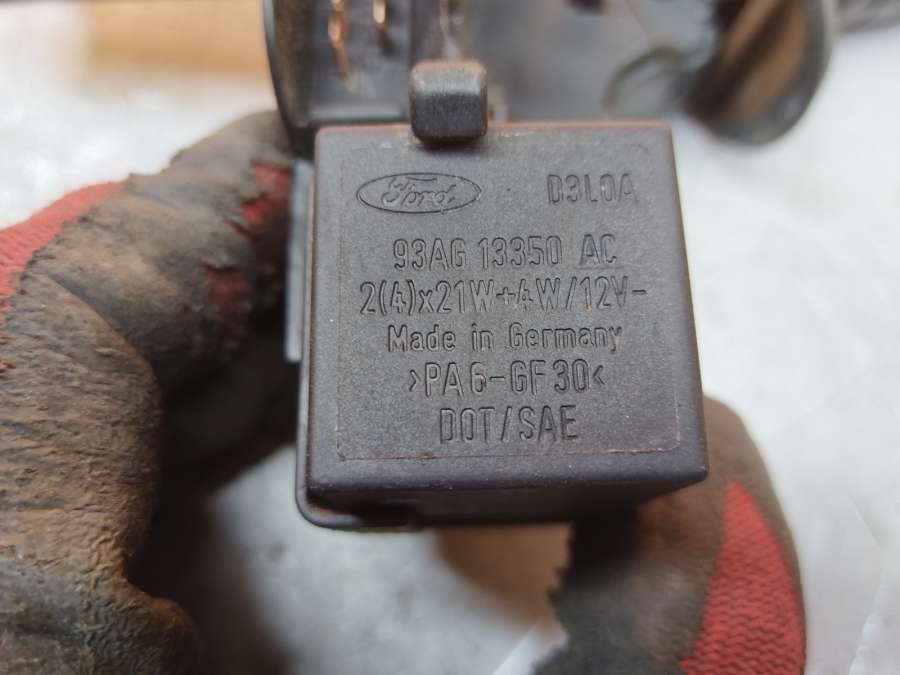 Ford D3L0A
93AG 13350 AC
2(4)x21W+4W/12V-
Made in Germany
>PA6-GF30<
DOT/SAE